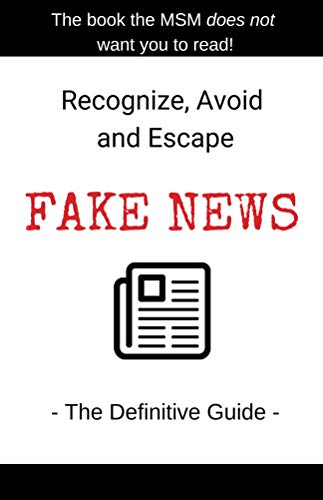 The book the MSM does not
want you to read!
Recognize, Avoid
and Escape
FAKE NEWS
- The Definitive Guide -